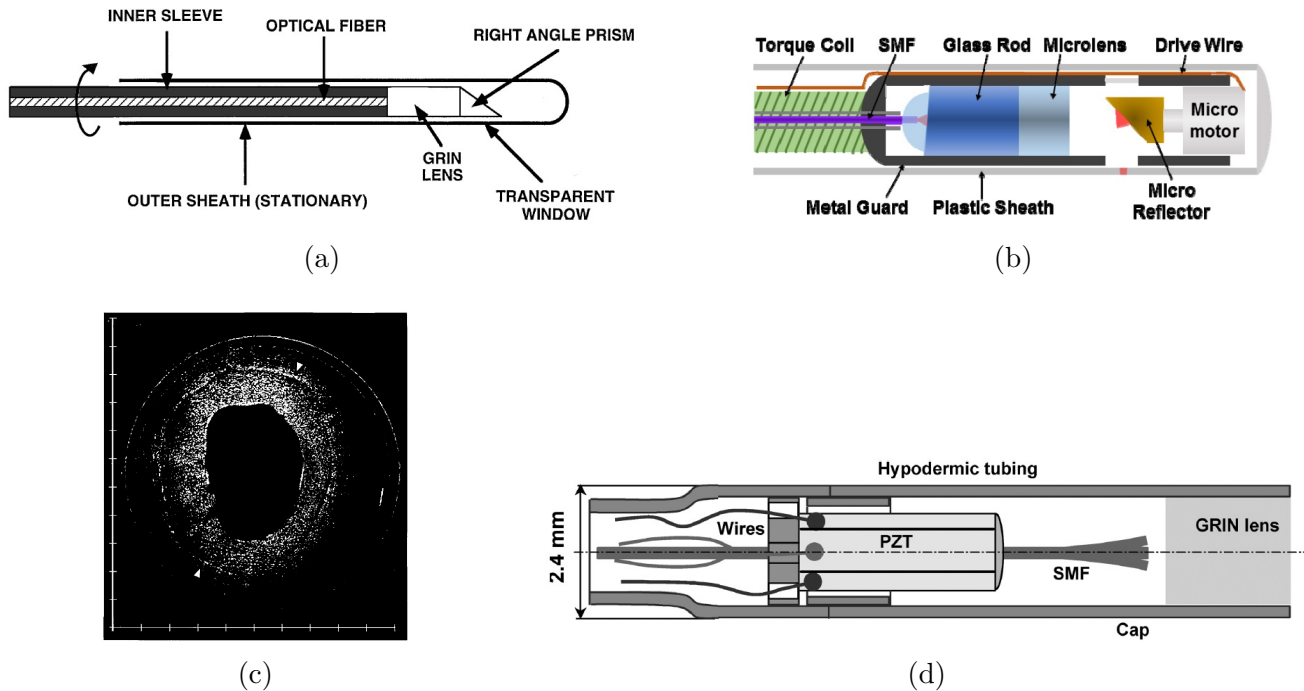 INNER SLEEVE
OPTICAL FIBER
RIGHT ANGLE PRISM
GRIN
LENS
TRANSPARENT
WINDOW
OUTER SHEATH (STATIONARY)
(a)
Torque Coil
SMF
Glass Rod
Microlens
Drive Wire
Micro
motor
Metal Guard
Plastic Sheath
Micro
Reflector
(b)
(c)
Hypodermic tubing
2.4 mm
Wires
PZT
SMF
GRIN lens
Cap
(d)